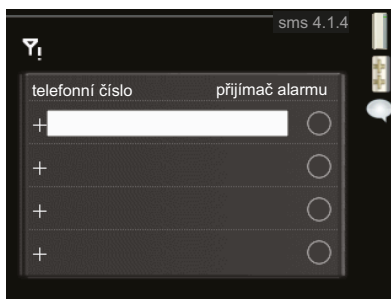 sms 4.1.4
telefonní číslo přijímač alarmu
+
+
+
+